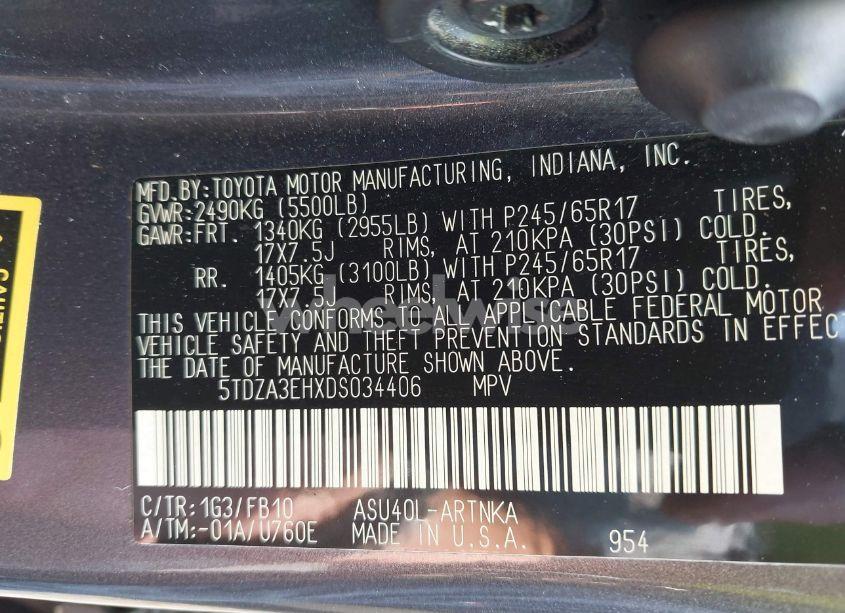 MFD.BY:TOYOTA MOTOR MANUFACTURING, INDIANA, INC.
GVWR:2490KG (5500LB)
GAWR:FRT. 1340KG (2955LB) WITH P245/65R17 TIRES,
17X7.5J RIMS, AT 210KPA (30PSI) COLD.
RR. 1405KG (3100LB) WITH P245/65R17 TIRES,
17X7.5J RIMS, AT 210KPA (30PSI) COLD.
wheelwise
THIS VEHICLE CONFORMS TO ALL APPLICABLE FEDERAL MOTOR
VEHICLE SAFETY AND THEFT PREVENTION STANDARDS IN EFFECT
THE DATE OF MANUFACTURE SHOWN ABOVE.
5TDZA3EHXDS034406 MPV
C/TR:1G3/FB10 ASU40L-ARTNKA
A/TM:-01A/U760E MADE IN U.S.A. 954